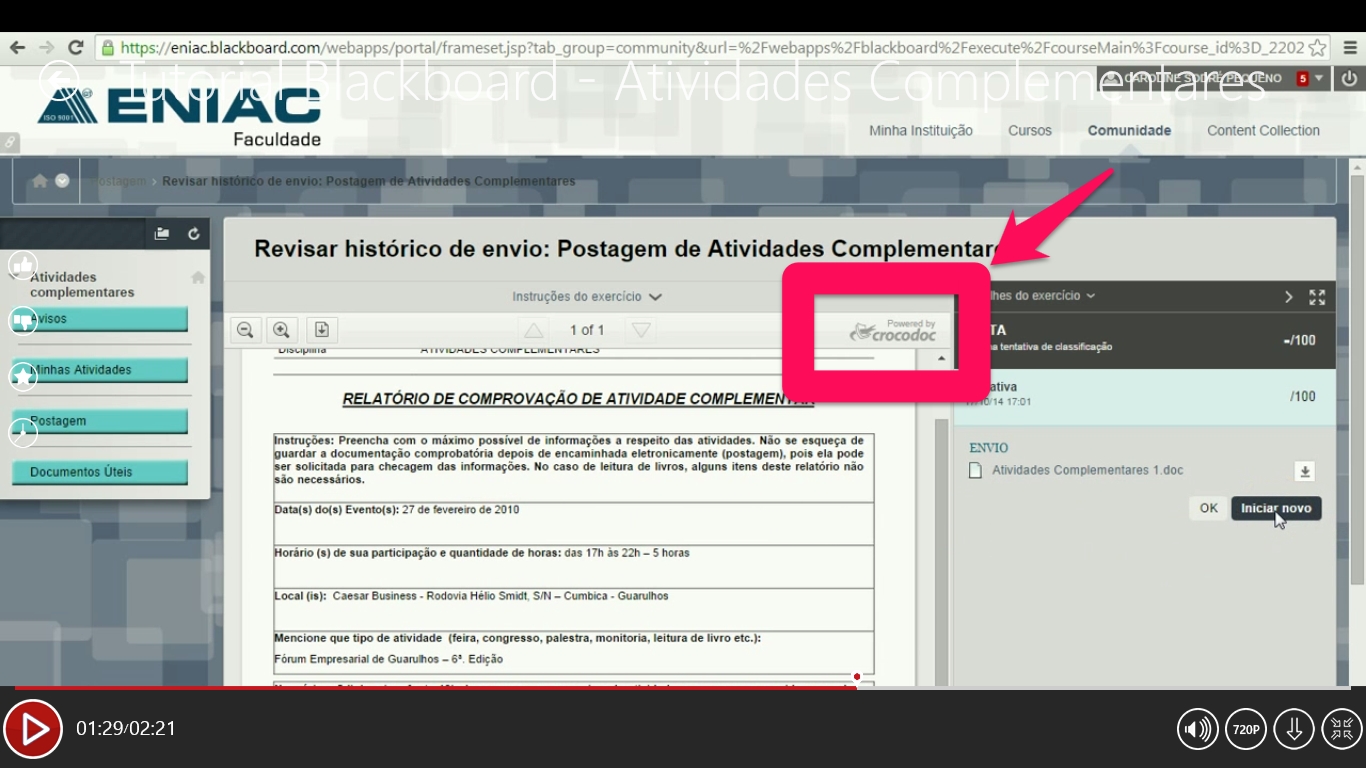 https://eniac.blackboard.com/webapps/portal/frameset.jsp?tab_group=community&url=%2Fwebapps%2Fblackboard%2Fexecute%2FcourseMain%3Fcourse_id%3D_2202
Tutorial Blackboard - Atividades Complementares
CAROLINE SOBRE PEQUENO 5
ISO 9001 ENIAC
Faculdade
Minha Instituição Cursos Comunidade Content Collection
Postagem > Revisar histórico de envio: Postagem de Atividades Complementares
Atividades complementares
Avisos
Minhas Atividades
Postagem
Documentos Úteis
Revisar histórico de envio: Postagem de Atividades Complementar
Instruções do exercício
1 of 1
Powered by
crocodoc
Disciplina ATIVIDADES COMPLEMENTARES
RELATÓRIO DE COMPROVAÇÃO DE ATIVIDADE COMPLEMENTAR
Instruções: Preencha com o máximo possível de informações a respeito das atividades. Não se esqueça de
guardar a documentação comprobatória depois de encaminhada eletronicamente (postagem), pois ela pode
ser solicitada para checagem das informações. No caso de leitura de livros, alguns itens deste relatório não
são necessários.
Data(s) do(s) Evento(s): 27 de fevereiro de 2010
Horário (s) de sua participação e quantidade de horas: das 17h às 22h – 5 horas
Local (is): Caesar Business - Rodovia Hélio Smidt, S/N – Cumbica - Guarulhos
Mencione que tipo de atividade (feira, congresso, palestra, monitoria, leitura de livro etc.):
Fórum Empresarial de Guarulhos – 6ª. Edição
lhes do exercício
TA
a tentativa de classificação
-/100
ativa
/10/14 17:01
/100
ENVIO
Atividades Complementares 1.doc
OK Iniciar novo
01:29/02:21
720P